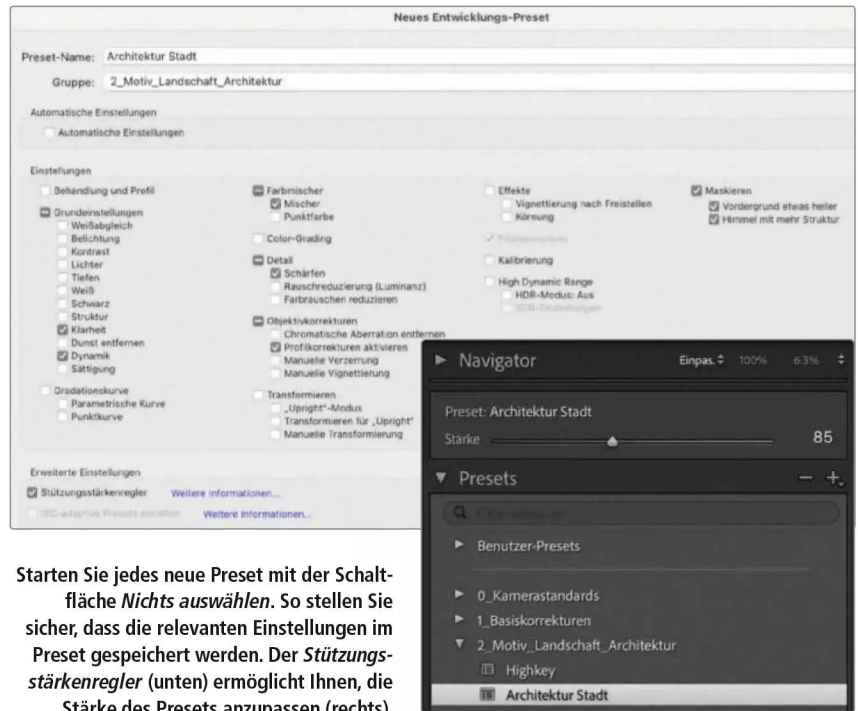 Neues Entwicklungs-Preset
Preset-Name: Architektur Stadt
Gruppe: 2_Motiv_Landschaft_Architektur
Automatische Einstellungen
Automatische Einstellungen
Einstellungen
Behandlung und Profil
Grundeinstellungen
Weißabgleich
Belichtung
Kontrast
Lichter
Tiefen
Weiß
Schwarz
Struktur
Klarheit
Dunst entfernen
Dynamik
Sättigung
Gradationskurve
Parametrische Kurve
Punktkurve
Farbmischer
Mischer
Punktfarbe
Color-Grading
Detail
Schärfen
Rauschreduzierung (Luminanz)
Farbrauschen reduzieren
Objektivkorrekturen
Chromatische Aberration entfernen
Profilkorrekturen aktivieren
Manuelle Verzerrung
Manuelle Vignettierung
Transformieren
„Upright“-Modus
Transformieren für „Upright“
Manuelle Transformierung
Effekte
Vignettierung nach Freistellen
Körnung
Kalibrierung
High Dynamic Range
HDR-Modus: Aus
Maskieren
Vordergrund etwas heller
Himmel mit mehr Struktur
Erweiterte Einstellungen
Stützungsstärkenregler Weitere Informationen...
Weitere Informationen...
Navigator Einpas. 100% 63%
Preset: Architektur Stadt
Stärke 85
Presets
Benutzer-Presets
0_Kamerastandards
1_Basiskorrekturen
2_Motiv_Landschaft_Architektur
Highkey
Architektur Stadt
Starten Sie jedes neue Preset mit der Schalt-
fläche Nichts auswählen. So stellen Sie
sicher, dass die relevanten Einstellungen im
Preset gespeichert werden. Der Stützungs-
stärkenregler (unten) ermöglicht Ihnen, die
Stärke des Presets anzupassen (rechts).